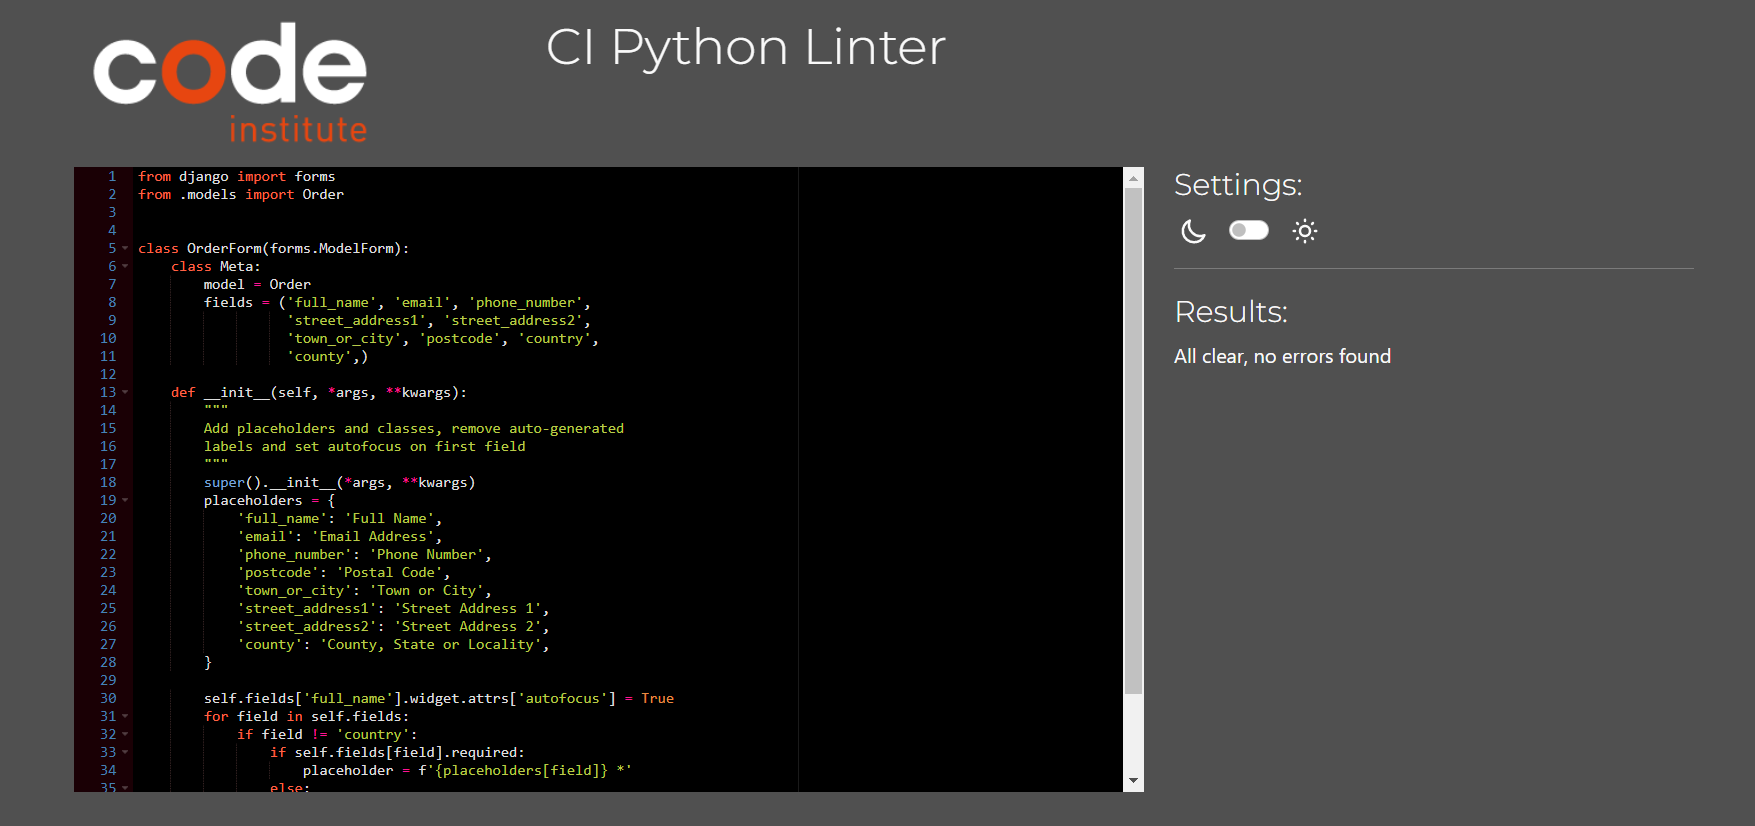 code
institute
CI Python Linter
1 from django import forms
2 from .models import Order
3
4
5 class OrderForm(forms.ModelForm):
6     class Meta:
7         model = Order
8         fields = ('full_name', 'email', 'phone_number',
9                   'street_address1', 'street_address2',
10                   'town_or_city', 'postcode', 'country',
11                   'county',)
12
13     def __init__(self, *args, **kwargs):
14         """
15         Add placeholders and classes, remove auto-generated
16         labels and set autofocus on first field
17         """
18         super().__init__(*args, **kwargs)
19         placeholders = {
20             'full_name': 'Full Name',
21             'email': 'Email Address',
22             'phone_number': 'Phone Number',
23             'postcode': 'Postal Code',
24             'town_or_city': 'Town or City',
25             'street_address1': 'Street Address 1',
26             'street_address2': 'Street Address 2',
27             'county': 'County, State or Locality',
28         }
29
30         self.fields['full_name'].widget.attrs['autofocus'] = True
31         for field in self.fields:
32             if field != 'country':
33                 if self.fields[field].required:
34                     placeholder = f'{placeholders[field]} *'
35                 else:
Settings:
Results:
All clear, no errors found